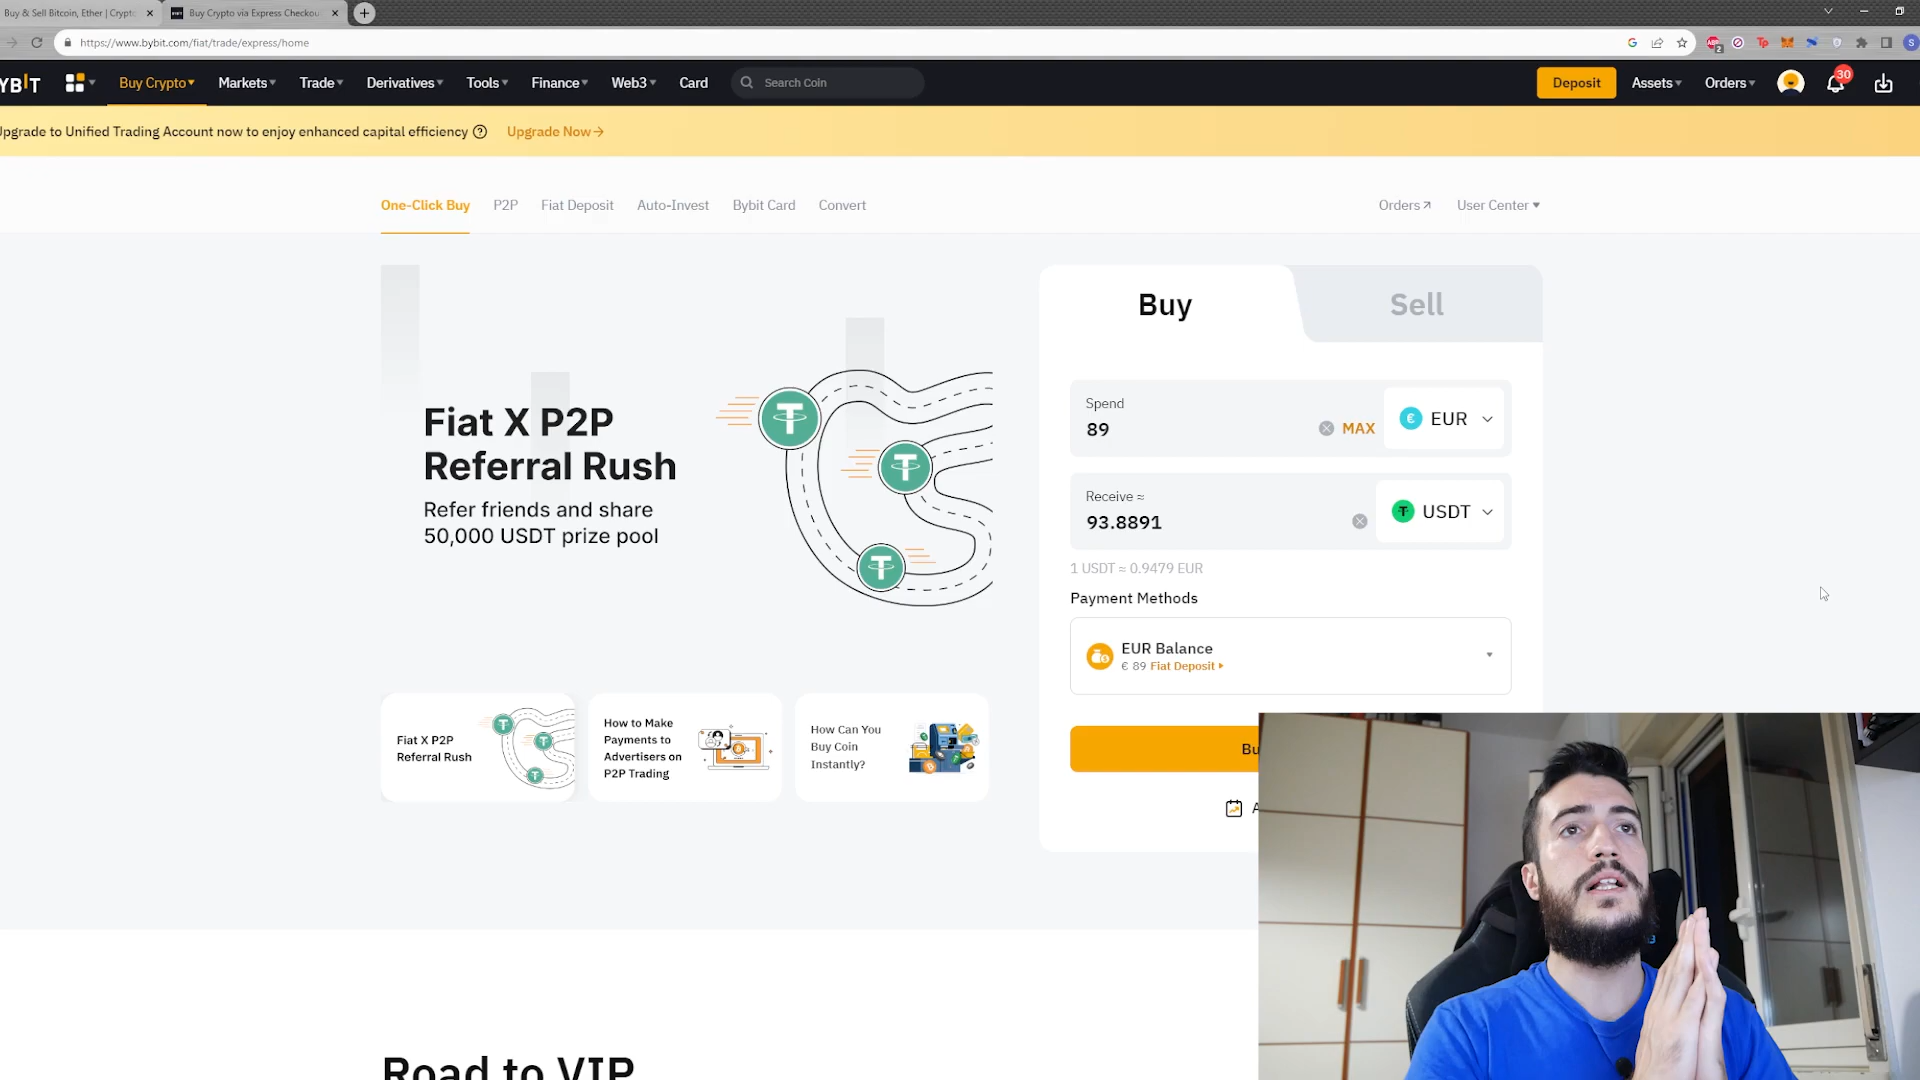 Buy & Sell Bitcoin, Ether | Crypto
Buy Crypto via Express Checkou
https://www.bybit.com/fiat/trade/express/home
2
YBIT
Buy Crypto
Markets
Trade
Derivatives
Tools
Finance
Web3
Card
Search Coin
Deposit
Assets
Orders
30
Upgrade to Unified Trading Account now to enjoy enhanced capital efficiency
Upgrade Now
One-Click Buy
P2P
Fiat Deposit
Auto-Invest
Bybit Card
Convert
Orders
User Center
Fiat X P2P
Referral Rush
Refer friends and share
50,000 USDT prize pool
Fiat X P2P
Referral Rush
How to Make
Payments to
Advertisers on
P2P Trading
How Can You
Buy Coin
Instantly?
Buy
Sell
Spend
89
MAX
EUR
Receive ≈
93.8891
USDT
1 USDT ≈ 0.9479 EUR
Payment Methods
EUR Balance
€ 89 Fiat Deposit
Bu
Road to VIP